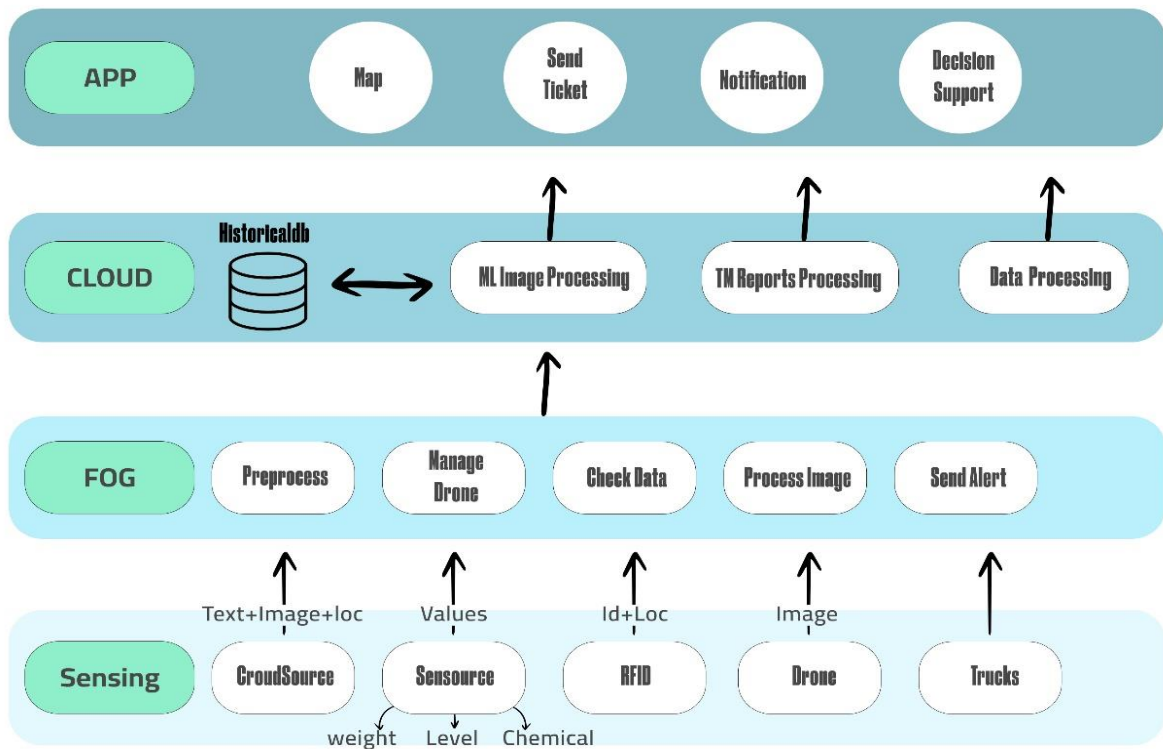 APP
Map
Send
Ticket
Notification
Decision
Support
CLOUD
Historicaldb
ML Image Processing
TM Reports Processing
Data Processing
FOG
Preprocess
Manage
Drone
Check Data
Process Image
Send Alert
Text+Image+loc
Values
Id+Loc
Image
Sensing
CroudSource
Sensource
RFID
Drone
Trucks
weight
Level
Chemical